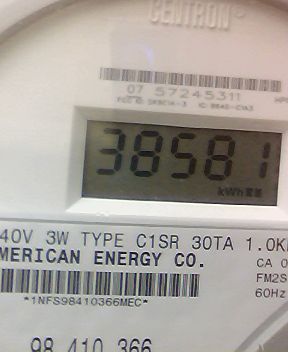 CENTRON®
07 57245311
38581
kWh
40V 3W TYPE C1SR 30TA 1.0K
MERICAN ENERGY CO.
CA 0
FM2S
60Hz
*1NFS98410366MEC*
98 410 366